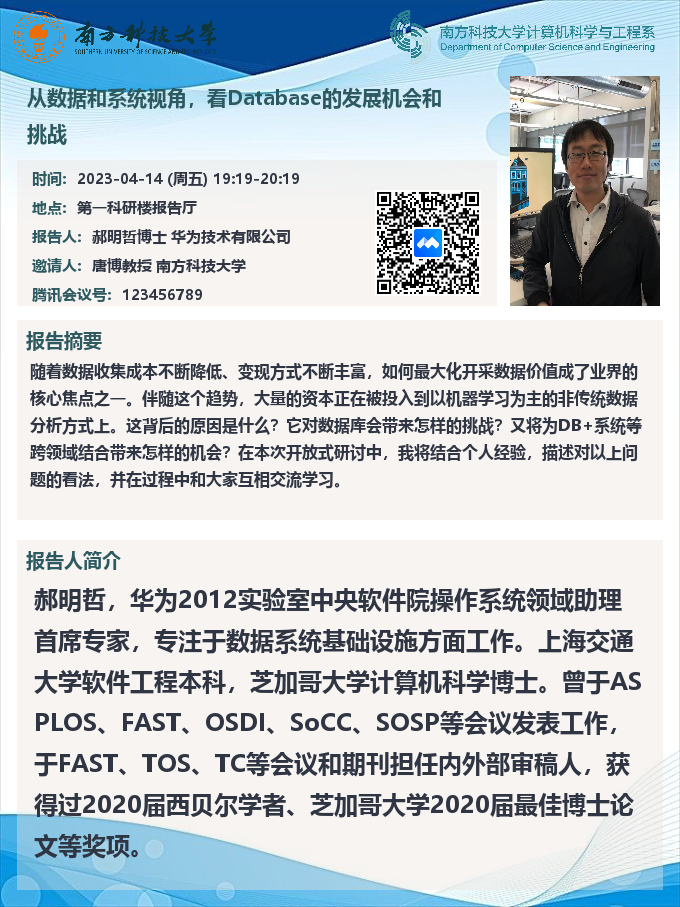 南方科技大学
SOUTHERN UNIVERSITY OF SCIENCE AND TECHNOLOGY
南方科技大学计算机科学与工程系
Department of Computer Science and Engineering
从数据和系统视角，看Database的发展机会和
挑战
时间：2023-04-14 (周五) 19:19-20:19
地点：第一科研楼报告厅
报告人：郝明哲博士 华为技术有限公司
邀请人：唐博教授 南方科技大学
腾讯会议号：123456789
报告摘要
随着数据收集成本不断降低、变现方式不断丰富，如何最大化开采数据价值成了业界的
核心焦点之一。伴随这个趋势，大量的资本正在被投入到以机器学习为主的非传统数据
分析方式上。这背后的原因是什么？它对数据库会带来怎样的挑战？又将为DB+系统等
跨领域结合带来怎样的机会？在本次开放式研讨中，我将结合个人经验，描述对以上问
题的看法，并在过程中和大家互相交流学习。
报告人简介
郝明哲，华为2012实验室中央软件院操作系统领域助理
首席专家，专注于数据系统基础设施方面工作。上海交通
大学软件工程本科，芝加哥大学计算机科学博士。曾于AS
PLOS、FAST、OSDI、SoCC、SOSP等会议发表工作，
于FAST、TOS、TC等会议和期刊担任内外部审稿人，获
得过2020届西贝尔学者、芝加哥大学2020届最佳博士论
文等奖项。